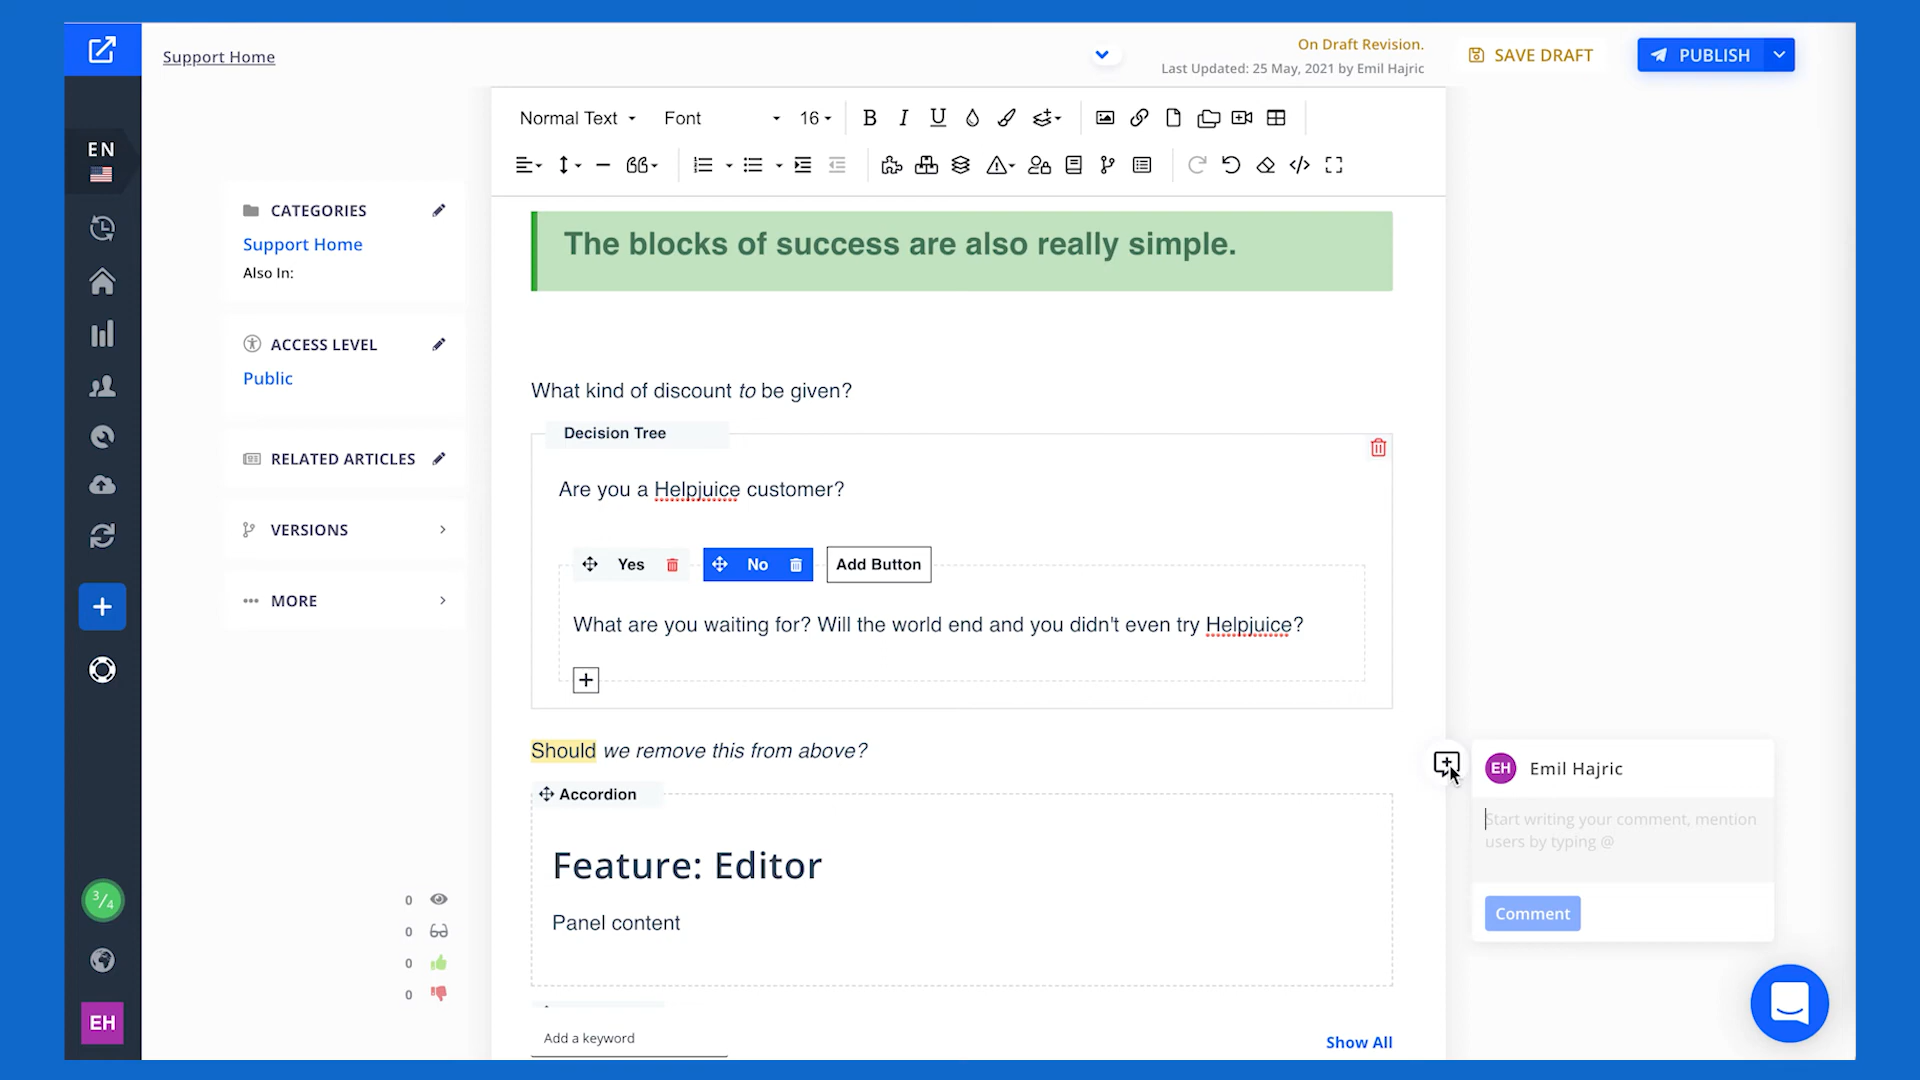 Support Home
On Draft Revision.
Last Updated: 25 May, 2021 by Emil Hajric
SAVE DRAFT
PUBLISH
Normal Text
Font
16
B I U
EN
CATEGORIES
Support Home
Also In:
ACCESS LEVEL
Public
RELATED ARTICLES
VERSIONS
MORE
The blocks of success are also really simple.
What kind of discount to be given?
Decision Tree
Are you a Helpjuice customer?
Yes
No
Add Button
What are you waiting for? Will the world end and you didn't even try Helpjuice?
Should we remove this from above?
Accordion
Feature: Editor
Panel content
Add a keyword
Show All
EH Emil Hajric
Start writing your comment, mention
users by typing @
Comment
3/4
0
0
0
0
EH